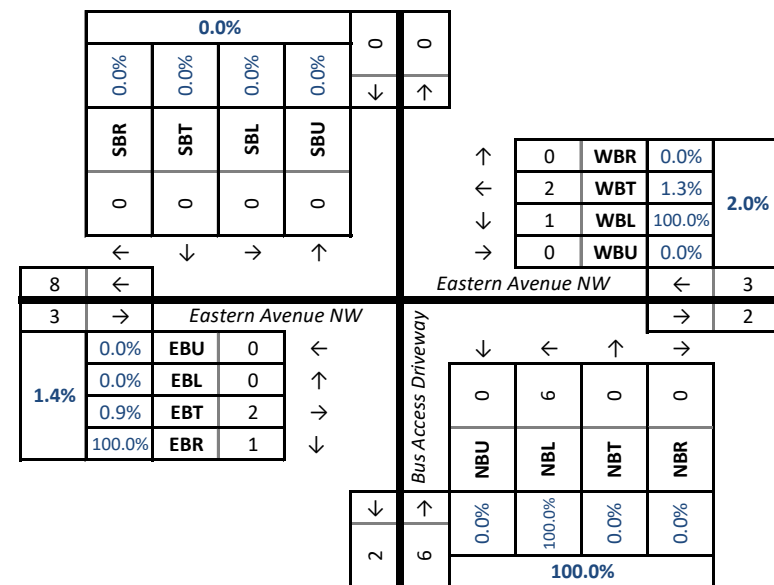 0.0%
0 0
0.0% 0.0% 0.0% 0.0%
↓ ↑
SBR SBT SBL SBU
0 0 0 0
← ↓ → ↑
↑ 0 WBR 0.0%
← 2 WBT 1.3%
↓ 1 WBL 100.0%
→ 0 WBU 0.0%
2.0%
8 ←
Eastern Avenue NW ← 3
3 → Eastern Avenue NW
→ 2
0.0% EBU 0 ←
0.0% EBL 0 ↑
0.9% EBT 2 →
100.0% EBR 1 ↓
1.4%
Bus Access Driveway
↓ ← ↑ →
0 6 0 0
NBU NBL NBT NBR
0.0% 100.0% 0.0% 0.0%
↓ ↑
2 6
100.0%